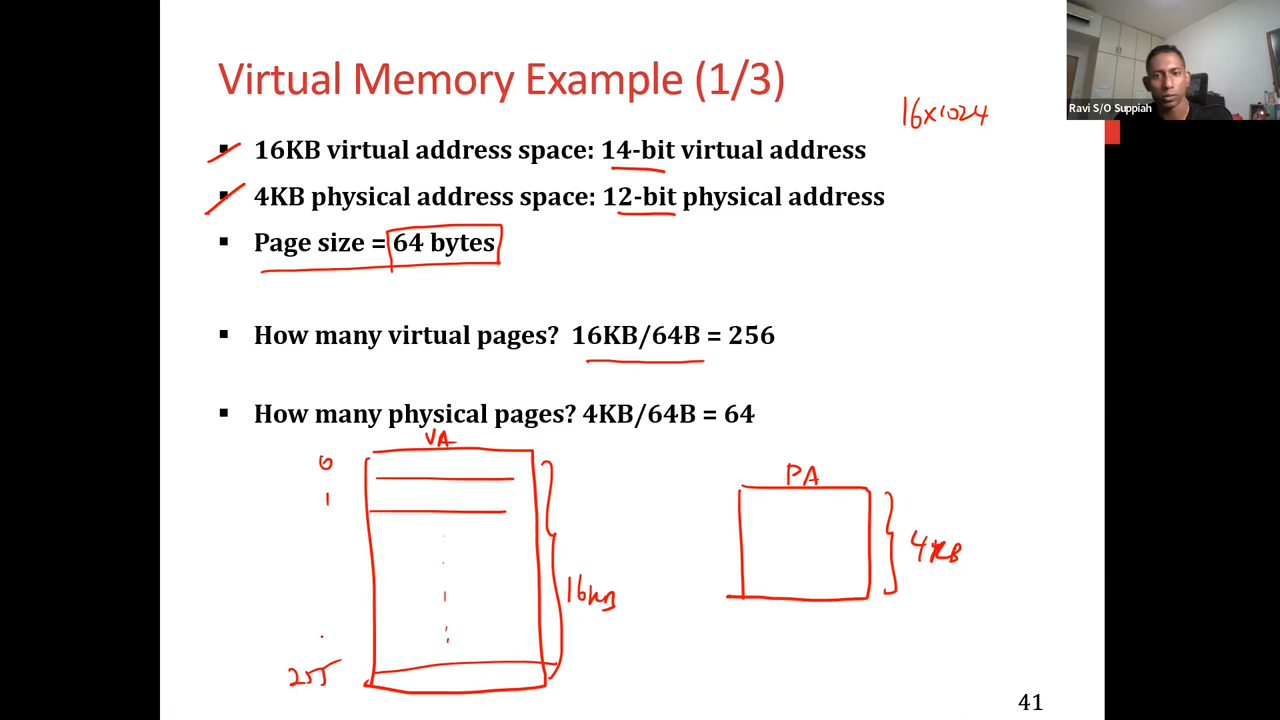 Virtual Memory Example (1/3)
16x1024
Ravi S/O Suppiah
▪ 16KB virtual address space: 14-bit virtual address
▪ 4KB physical address space: 12-bit physical address
▪ Page size = 64 bytes
▪ How many virtual pages? 16KB/64B = 256
▪ How many physical pages? 4KB/64B = 64
VA
0
1
16KB
255
PA
4KB
41